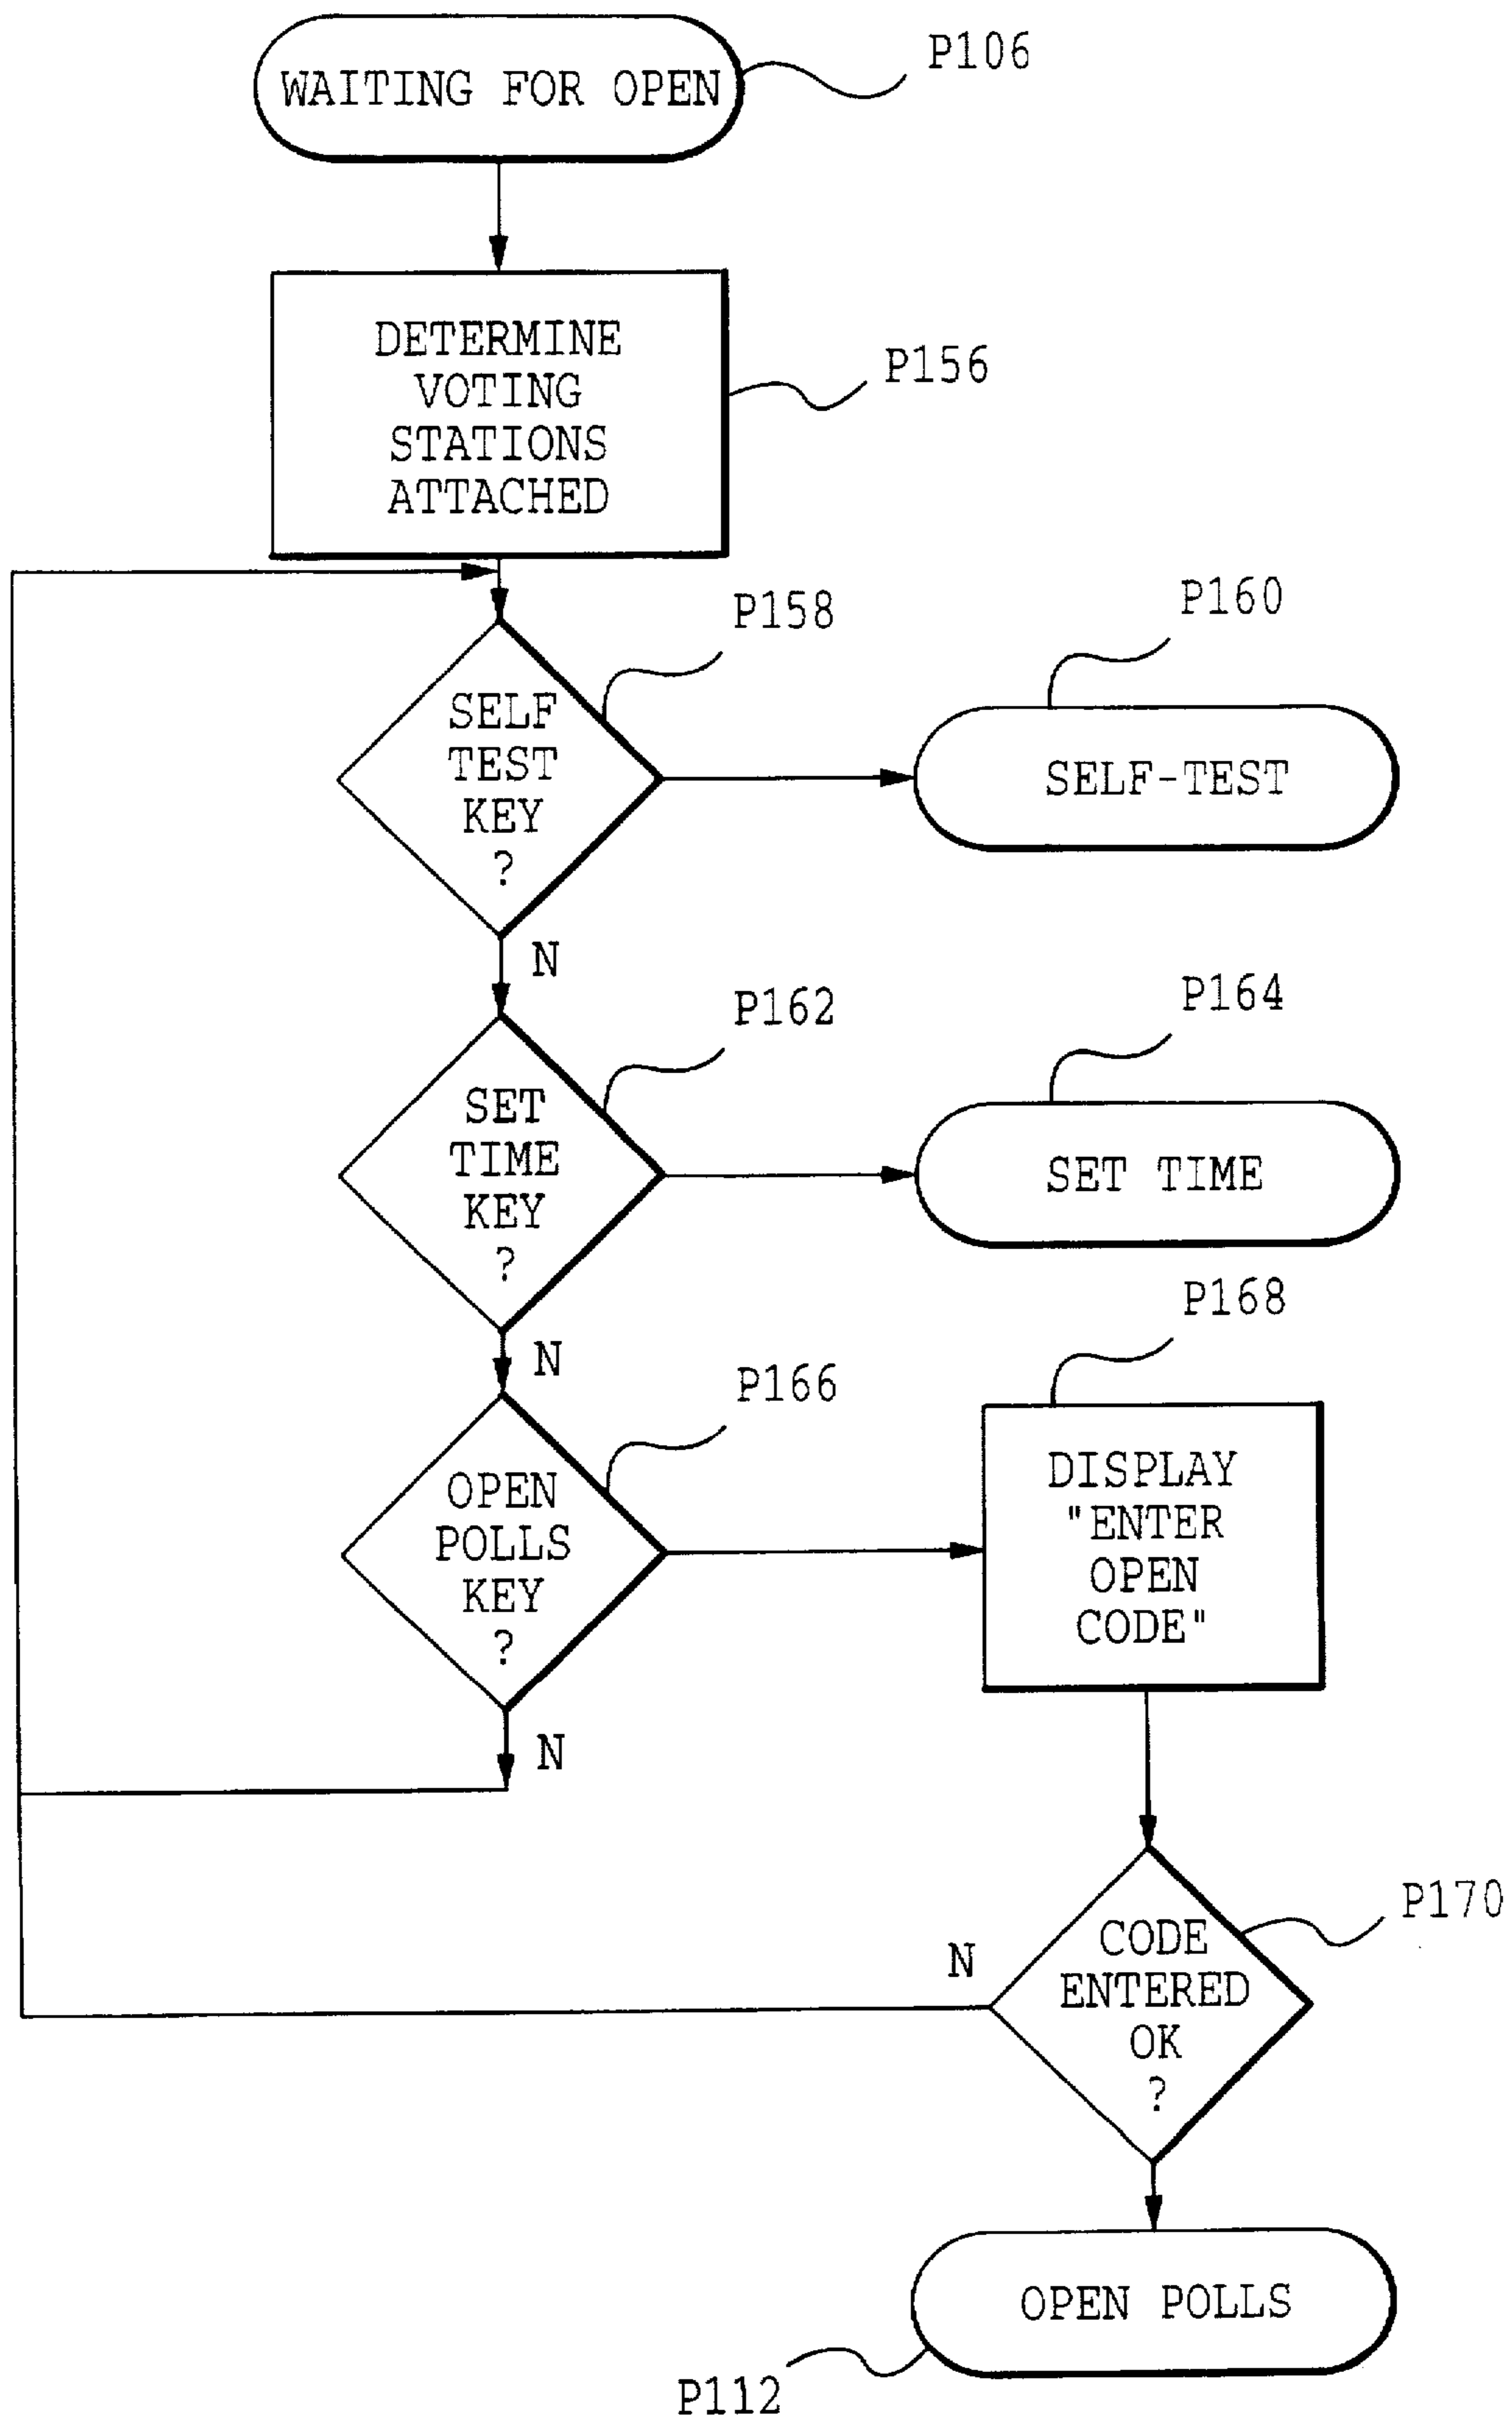 P106
WAITING FOR OPEN
DETERMINE
VOTING
STATIONS
ATTACHED
P156
P158
P160
SELF
TEST
KEY
?
SELF-TEST
N
P162
P164
SET
TIME
KEY
?
SET TIME
N
P166
P168
OPEN
POLLS
KEY
?
DISPLAY
"ENTER
OPEN
CODE"
N
P170
N
CODE
ENTERED
OK
?
OPEN POLLS
P112